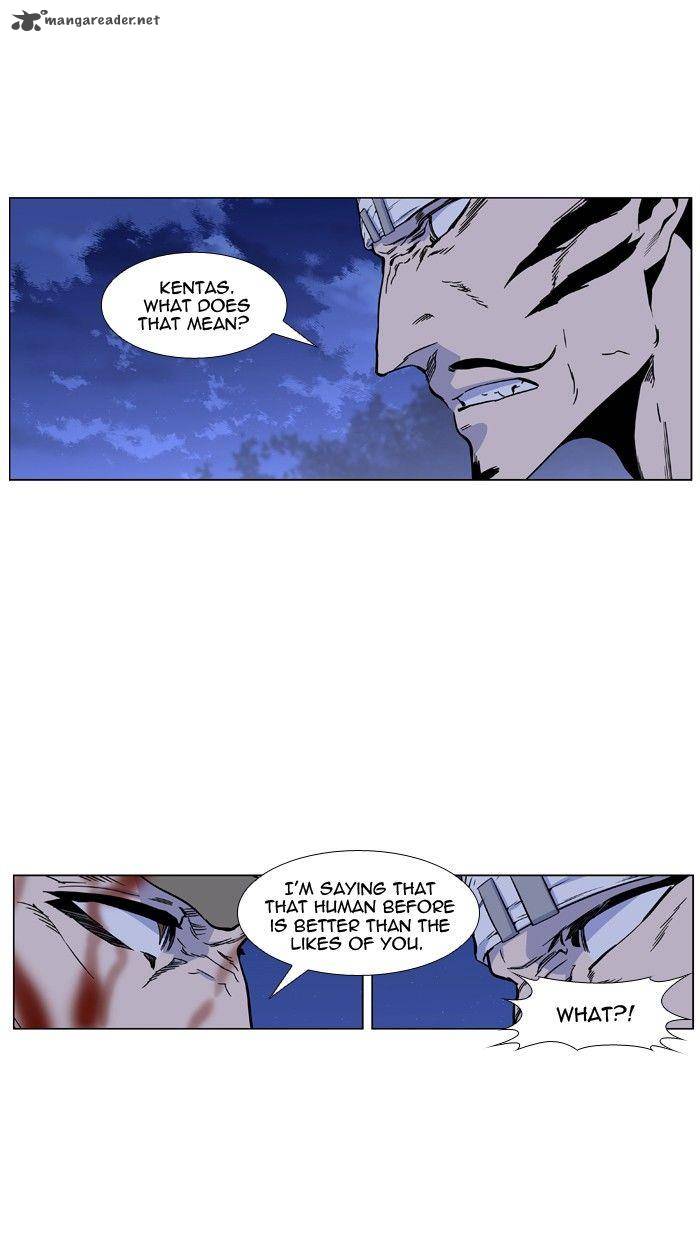 mangareader.net
KENTAS.
WHAT DOES
THAT MEAN?
I'M SAYING THAT
THAT HUMAN BEFORE
IS BETTER THAN THE
LIKES OF YOU.
WHAT?!